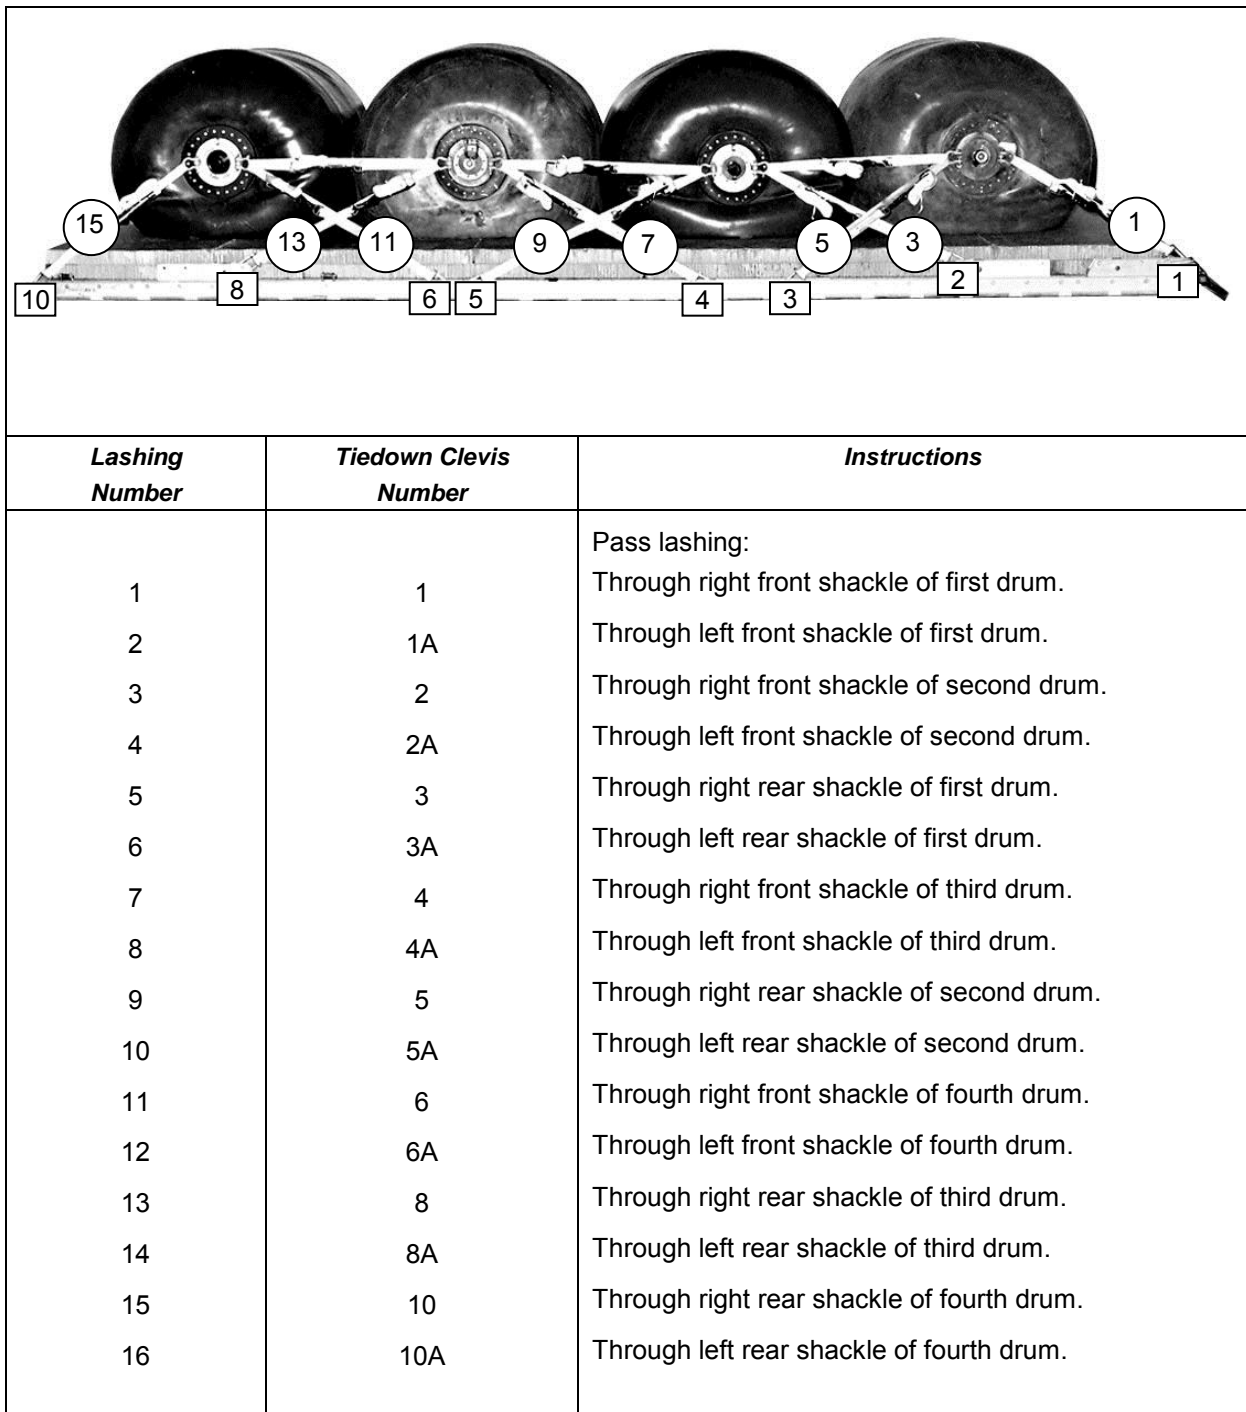 15 13 11 9 7 5 3 1
10 8 6 5 4 3 2 1
Lashing Number Tiedown Clevis Number Instructions
Pass lashing:
1 1 Through right front shackle of first drum.
2 1A Through left front shackle of first drum.
3 2 Through right front shackle of second drum.
4 2A Through left front shackle of second drum.
5 3 Through right rear shackle of first drum.
6 3A Through left rear shackle of first drum.
7 4 Through right front shackle of third drum.
8 4A Through left front shackle of third drum.
9 5 Through right rear shackle of second drum.
10 5A Through left rear shackle of second drum.
11 6 Through right front shackle of fourth drum.
12 6A Through left front shackle of fourth drum.
13 8 Through right rear shackle of third drum.
14 8A Through left rear shackle of third drum.
15 10 Through right rear shackle of fourth drum.
16 10A Through left rear shackle of fourth drum.